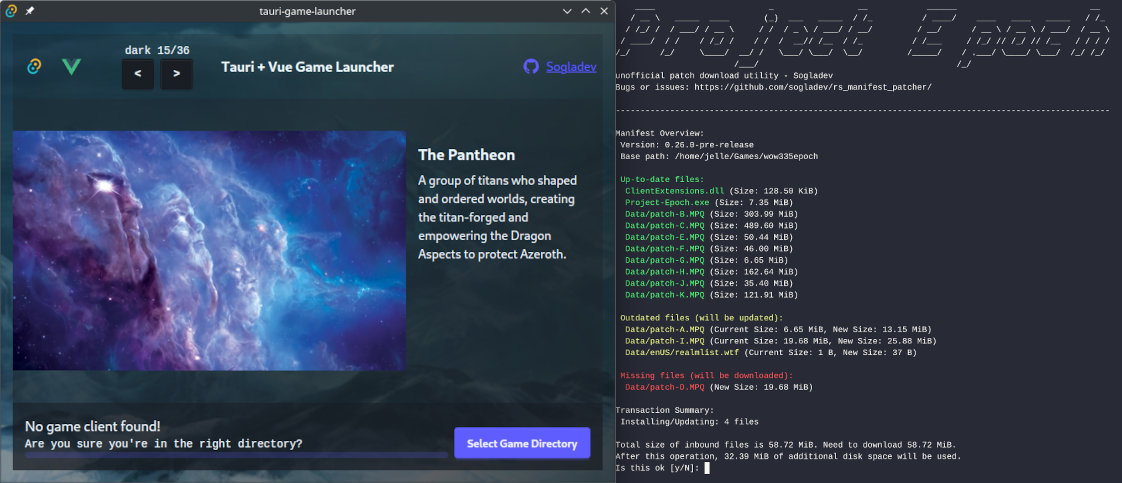 tauri-game-launcher
dark 15/36
<
>
Tauri + Vue Game Launcher
Sogladev
The Pantheon
A group of titans who shaped
and ordered worlds, creating
the titan-forged and
empowering the Dragon
Aspects to protect Azeroth.
No game client found!
Are you sure you're in the right directory?
Select Game Directory
Project Epoch
unofficial patch download utility - Sogladev
Bugs or issues: https://github.com/sogladev/rs_manifest_patcher/
----------------------------------------------------------------------------------------------------
Manifest Overview:
Version: 0.26.0-pre-release
Base path: /home/jelle/Games/wow335epoch
Up-to-date files:
ClientExtensions.dll (Size: 128.50 KiB)
Project-Epoch.exe (Size: 7.35 MiB)
Data/patch-B.MPQ (Size: 303.99 MiB)
Data/patch-C.MPQ (Size: 489.60 MiB)
Data/patch-E.MPQ (Size: 50.44 MiB)
Data/patch-F.MPQ (Size: 46.00 MiB)
Data/patch-G.MPQ (Size: 6.65 MiB)
Data/patch-H.MPQ (Size: 162.64 MiB)
Data/patch-J.MPQ (Size: 35.40 MiB)
Data/patch-K.MPQ (Size: 121.91 MiB)
Outdated files (will be updated):
Data/patch-A.MPQ (Current Size: 6.65 MiB, New Size: 13.15 MiB)
Data/patch-I.MPQ (Current Size: 19.68 MiB, New Size: 25.88 MiB)
Data/enUS/realmlist.wtf (Current Size: 1 B, New Size: 37 B)
Missing files (will be downloaded):
Data/patch-D.MPQ (New Size: 19.68 MiB)
Transaction Summary:
Installing/Updating: 4 files
Total size of inbound files is 58.72 MiB. Need to download 58.72 MiB.
After this operation, 32.39 MiB of additional disk space will be used.
Is this ok [y/N]: